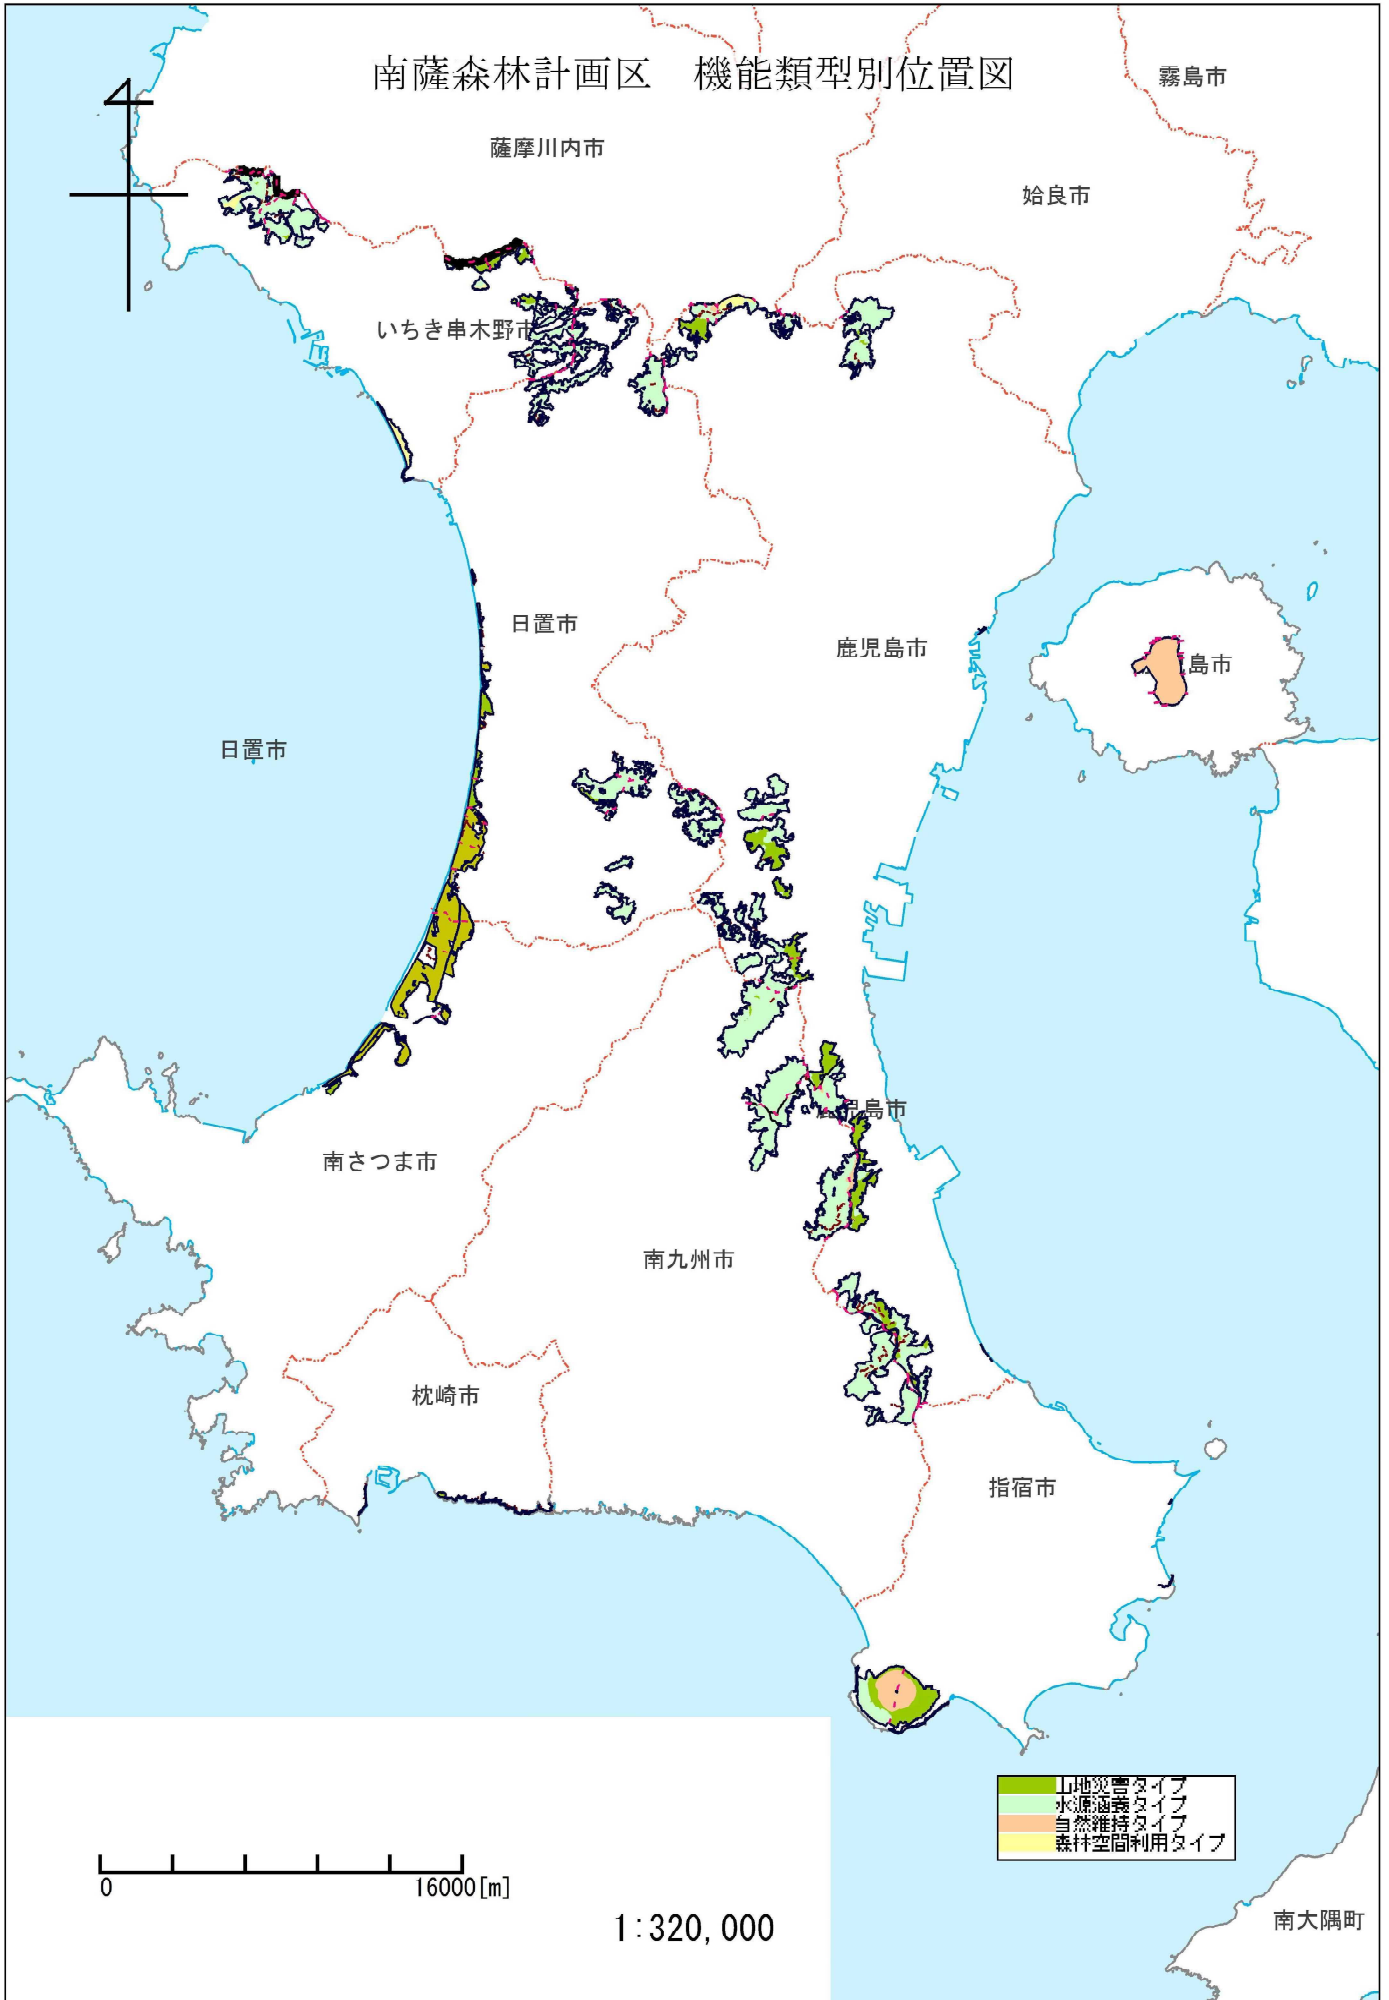 南薩森林計画区　機能類型別位置図
霧島市
薩摩川内市
姶良市
いちき串木野市
日置市
鹿児島市
島市
日置市
鹿児島市
南さつま市
南九州市
枕崎市
指宿市
山地災害タイプ
水源涵養タイプ
自然維持タイプ
森林空間利用タイプ
0 16000[m]
1:320,000
南大隅町